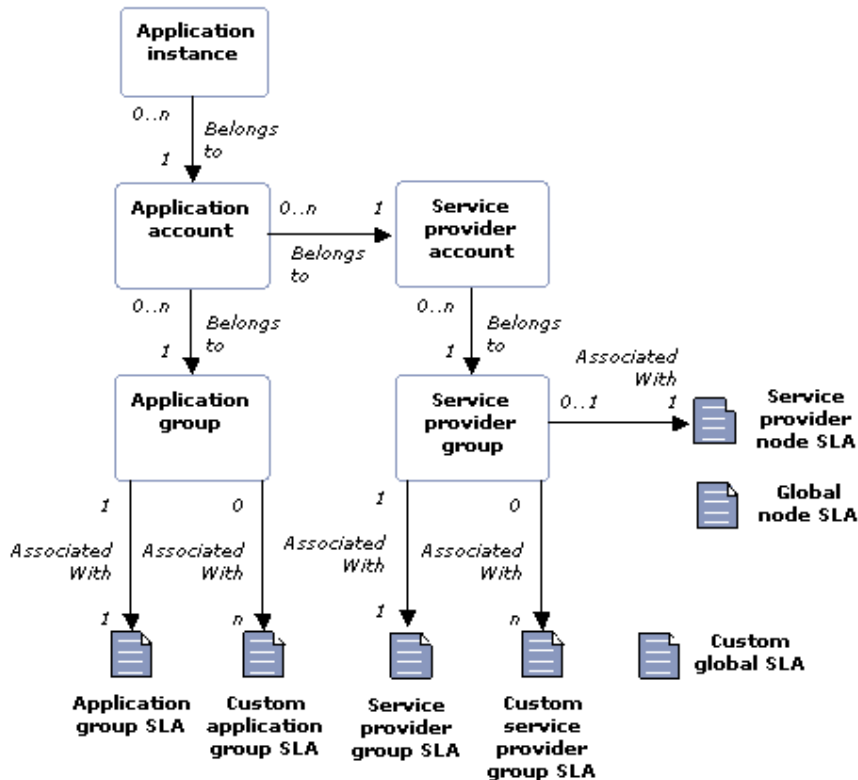 Application
instance
0..n
Belongs
to
1
Application
account
0..n
1
Belongs
to
Service
provider
account
0..n
Belongs
to
1
0..n
Belongs
to
1
Application
group
Service
provider
group
Associated
With
0..1
1
Service
provider
node SLA
Global
node SLA
1
Associated
With
1
0
Associated
With
n
1
Associated
With
1
0
Associated
With
n
Custom
global SLA
Application
group SLA
Custom
application
group SLA
Service
provider
group SLA
Custom
service
provider
group SLA